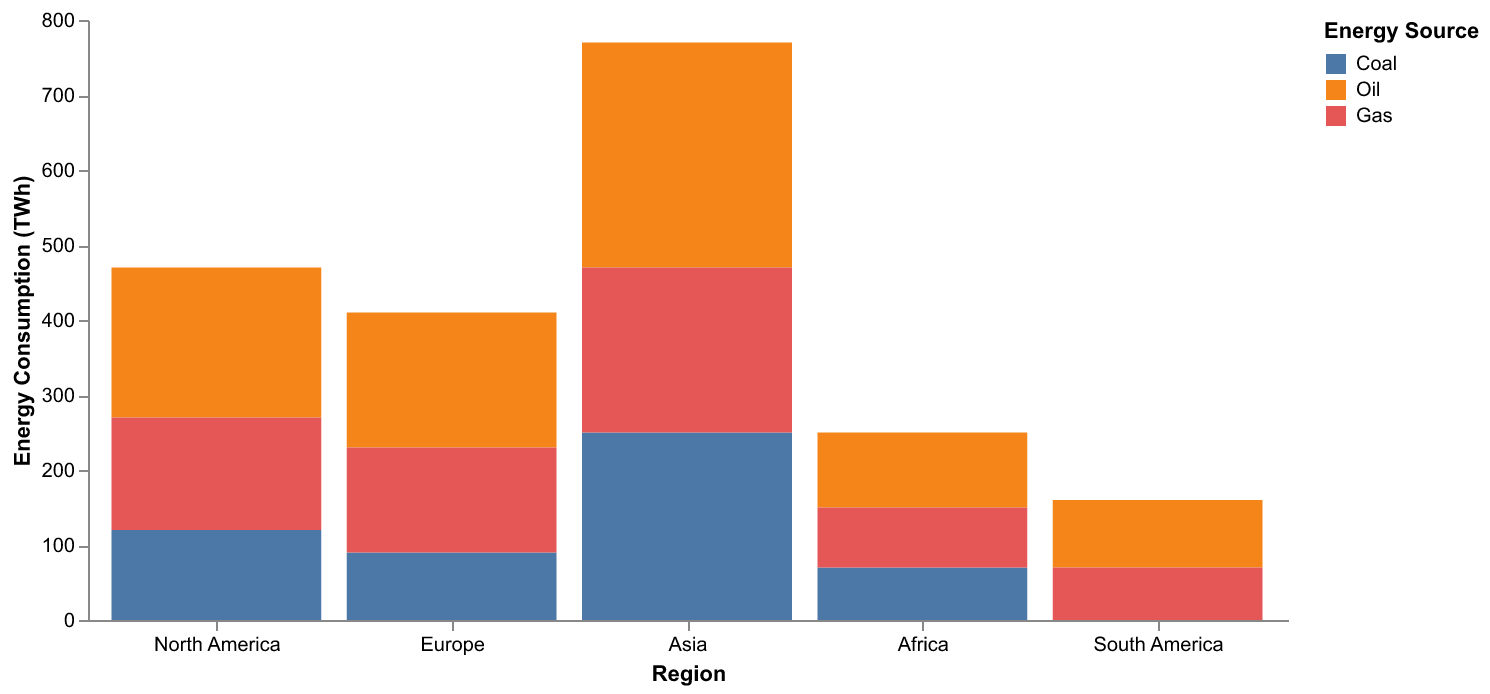 Energy Consumption (TWh)
800
700
600
500
400
300
200
100
0
North America Europe Asia Africa South America
Region
Energy Source
Coal
Oil
Gas